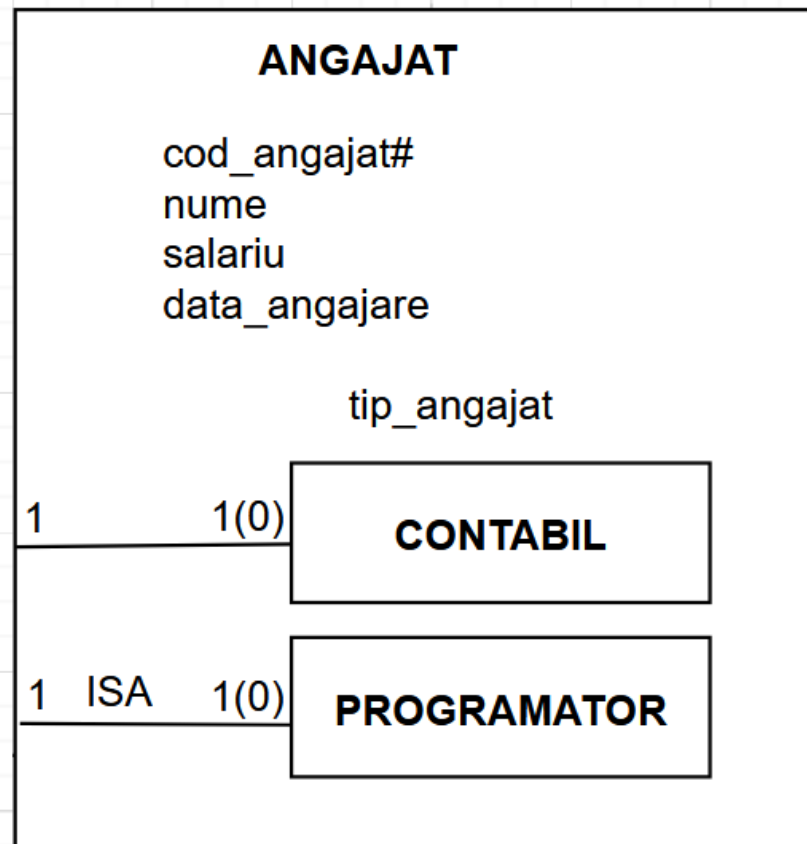 ANGAJAT
cod_angajat#
nume
salariu
data_angajare
tip_angajat
1 1(0) CONTABIL
1 ISA 1(0) PROGRAMATOR